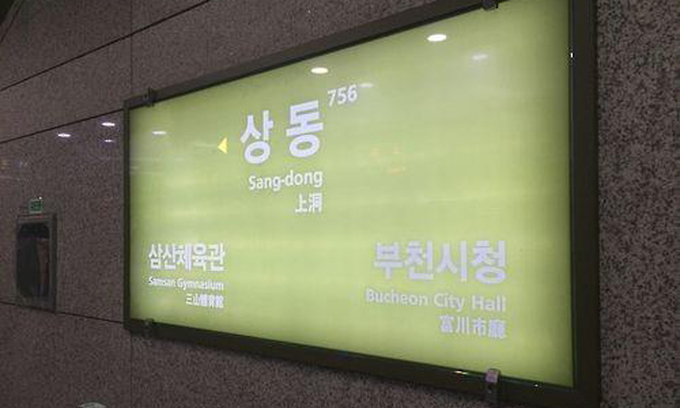 상동 756
Sang-dong
上洞
삼산체육관
Samsan Gymnasium
三山體育館
부천시청
Bucheon City Hall
富川市廳